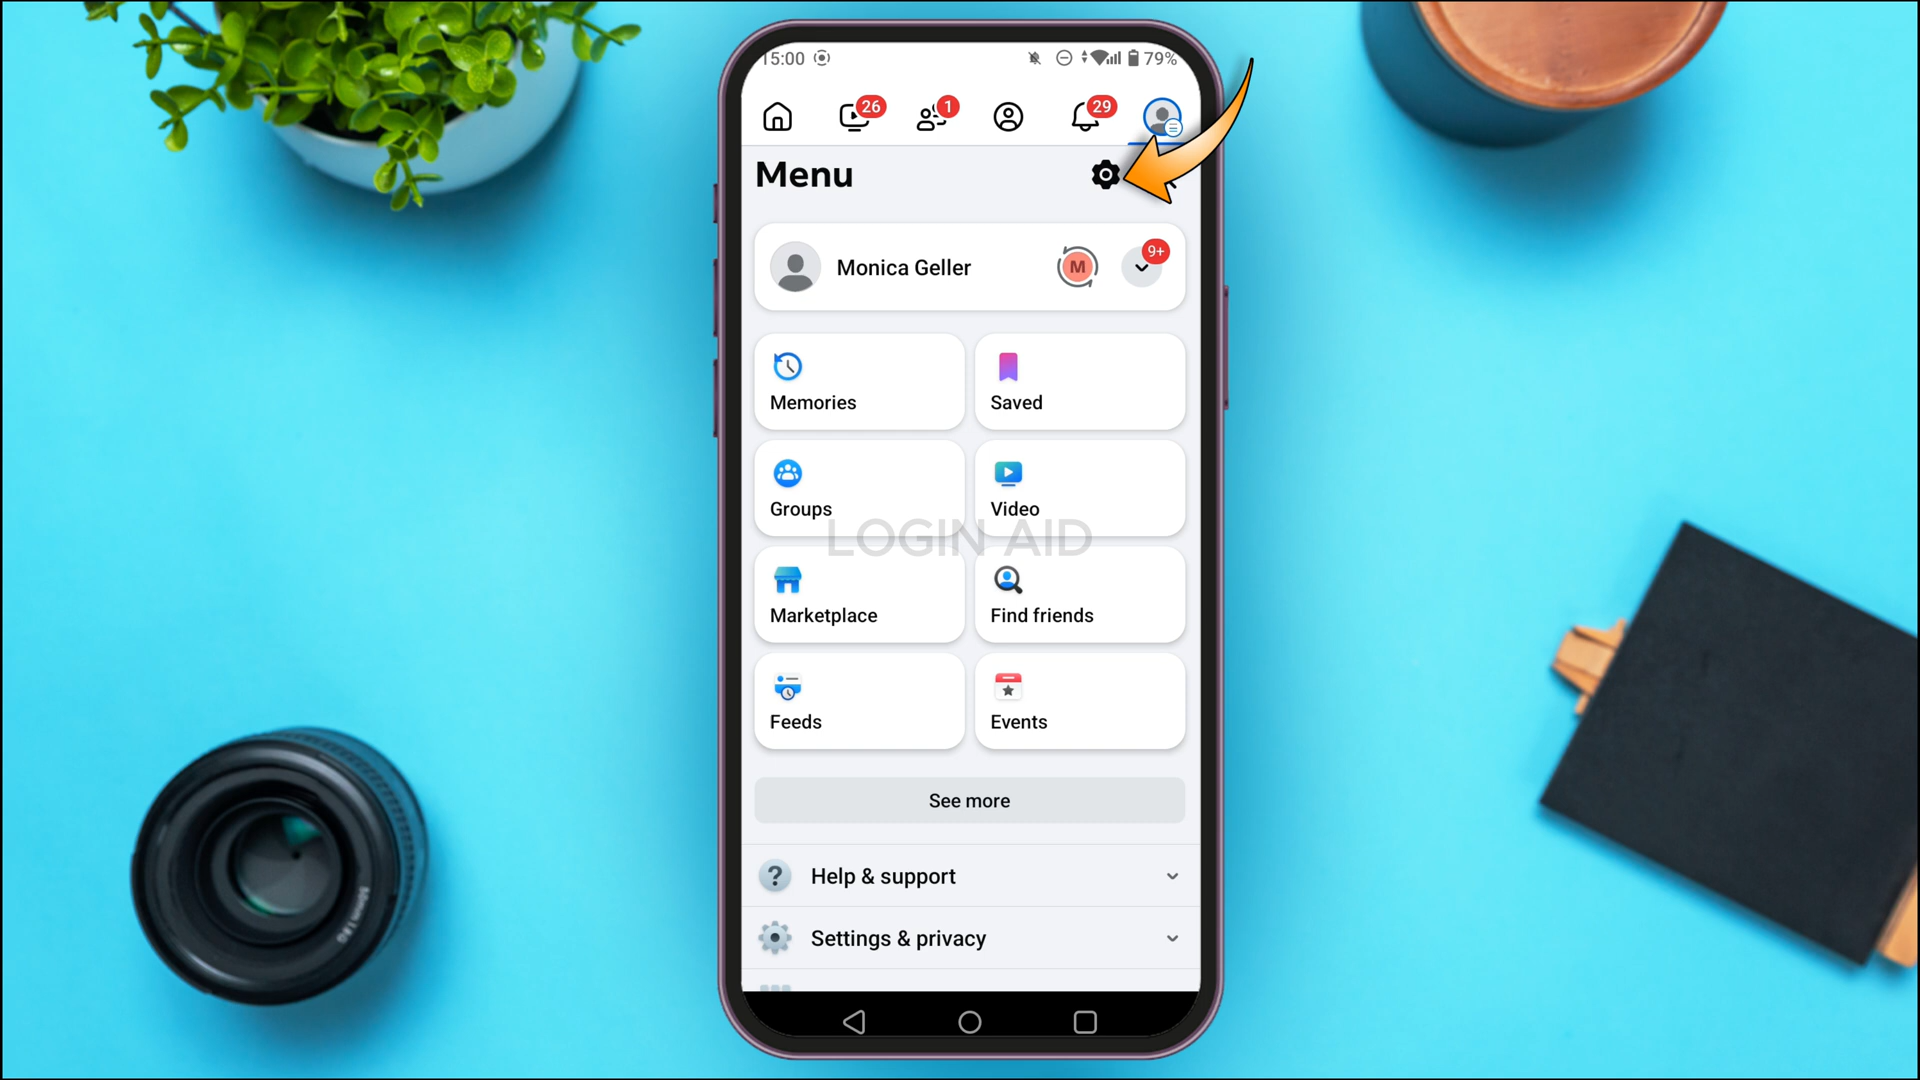 15:00 79%
26 1 29
Menu
Monica Geller M 9+
Memories Saved
Groups Video
LOGIN AID
Marketplace Find friends
Feeds Events
See more
? Help & support
Settings & privacy